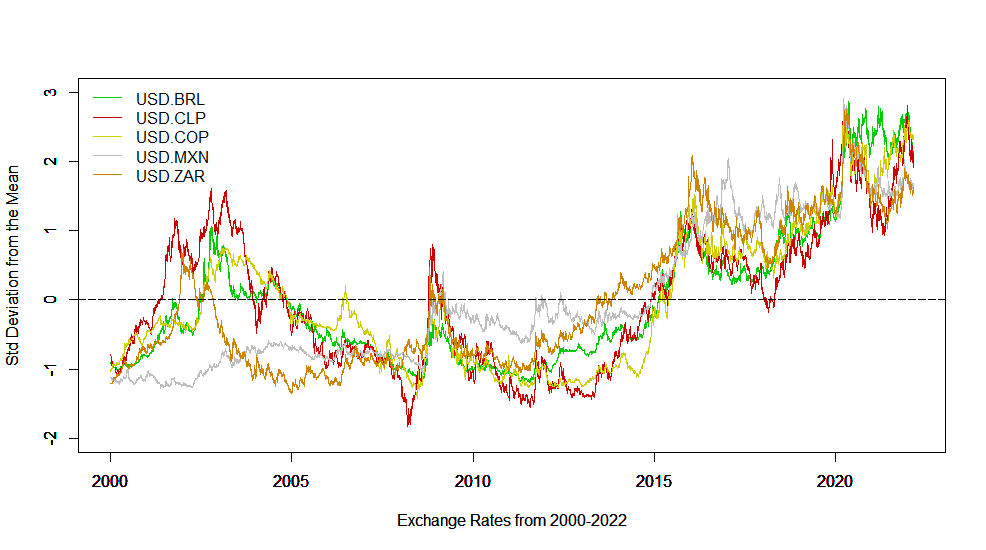 3
2
1
0
-1
-2
Std Deviation from the Mean
USD.BRL
USD.CLP
USD.COP
USD.MXN
USD.ZAR
2000
2005
2010
2015
2020
Exchange Rates from 2000-2022